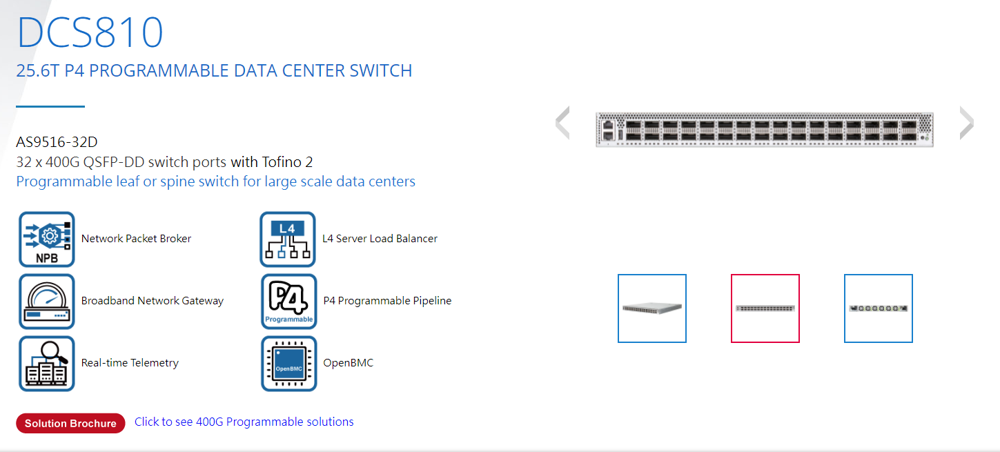 DCS810
25.6T P4 PROGRAMMABLE DATA CENTER SWITCH
AS9516-32D
32 x 400G QSFP-DD switch ports with Tofino 2
Programmable leaf or spine switch for large scale data centers
NPB
Network Packet Broker
L4
L4 Server Load Balancer
Broadband Network Gateway
P4
Programmable
P4 Programmable Pipeline
Real-time Telemetry
OpenBMC
OpenBMC
Solution Brochure
Click to see 400G Programmable solutions